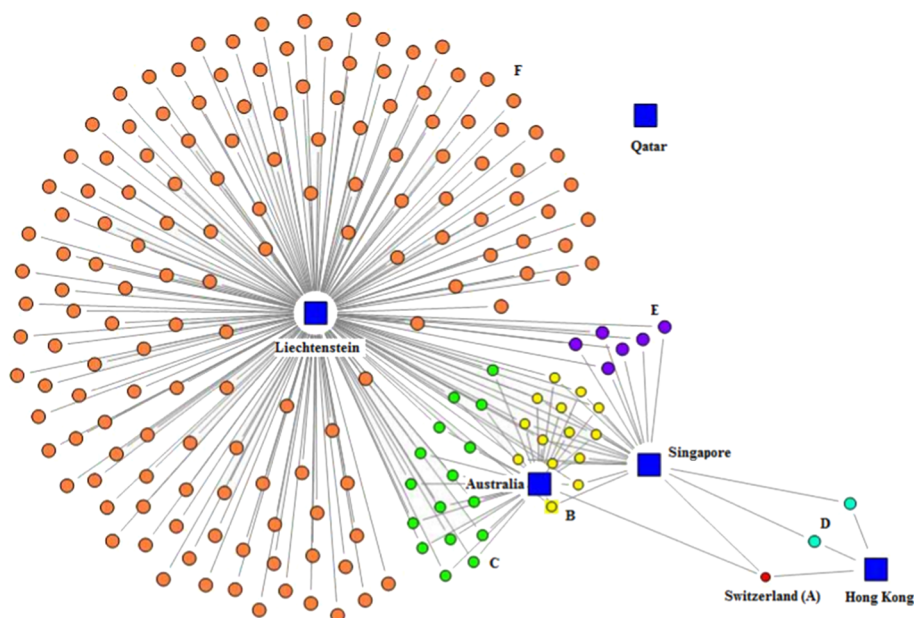 F
Qatar
E
Liechtenstein
Singapore
Australia
B
D
C
Switzerland (A)
Hong Kong